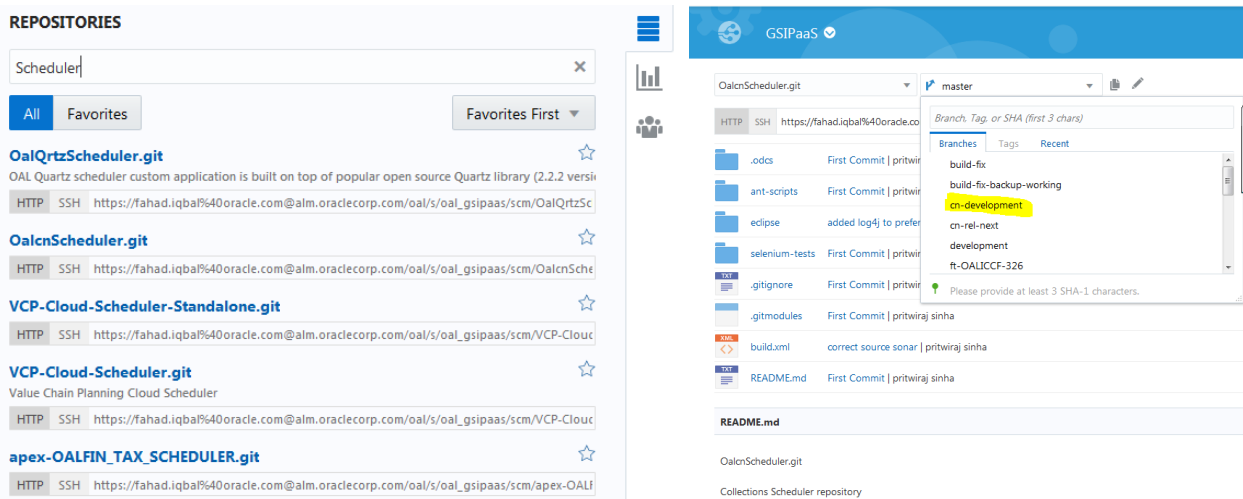 REPOSITORIES
Scheduler
All Favorites Favorites First
OalQrtzScheduler.git
OAL Quartz scheduler custom application is built on top of popular open source Quartz library (2.2.2 versi
HTTP SSH https://fahad.iqbal%40oracle.com@alm.oraclecorp.com/oal/s/oal_gsipaas/scm/OalQrtzSc
OalcnScheduler.git
HTTP SSH https://fahad.iqbal%40oracle.com@alm.oraclecorp.com/oal/s/oal_gsipaas/scm/OalcnSche
VCP-Cloud-Scheduler-Standalone.git
HTTP SSH https://fahad.iqbal%40oracle.com@alm.oraclecorp.com/oal/s/oal_gsipaas/scm/VCP-Clouc
VCP-Cloud-Scheduler.git
Value Chain Planning Cloud Scheduler
HTTP SSH https://fahad.iqbal%40oracle.com@alm.oraclecorp.com/oal/s/oal_gsipaas/scm/VCP-Clouc
apex-OALFIN_TAX_SCHEDULER.git
HTTP SSH https://fahad.iqbal%40oracle.com@alm.oraclecorp.com/oal/s/oal_gsipaas/scm/apex-OALF
GSIPaaS
OalcnScheduler.git master
HTTP SSH https://fahad.iqbal%40oracle.co
Branch, Tag, or SHA (first 3 chars)
Branches Tags Recent
build-fix
build-fix-backup-working
cn-development
cn-rel-next
development
ft-OALICCF-326
Please provide at least 3 SHA-1 characters.
.odcs First Commit | pritwir
ant-scripts First Commit | pritwir
eclipse added log4j to prefer
selenium-tests First Commit | pritwir
TXT .gitignore First Commit | pritwir
.gitmodules First Commit | pritwiraj sinha
XML build.xml correct source sonar | pritwiraj sinha
TXT README.md First Commit | pritwiraj sinha
README.md
OalcnScheduler.git
Collections Scheduler repository